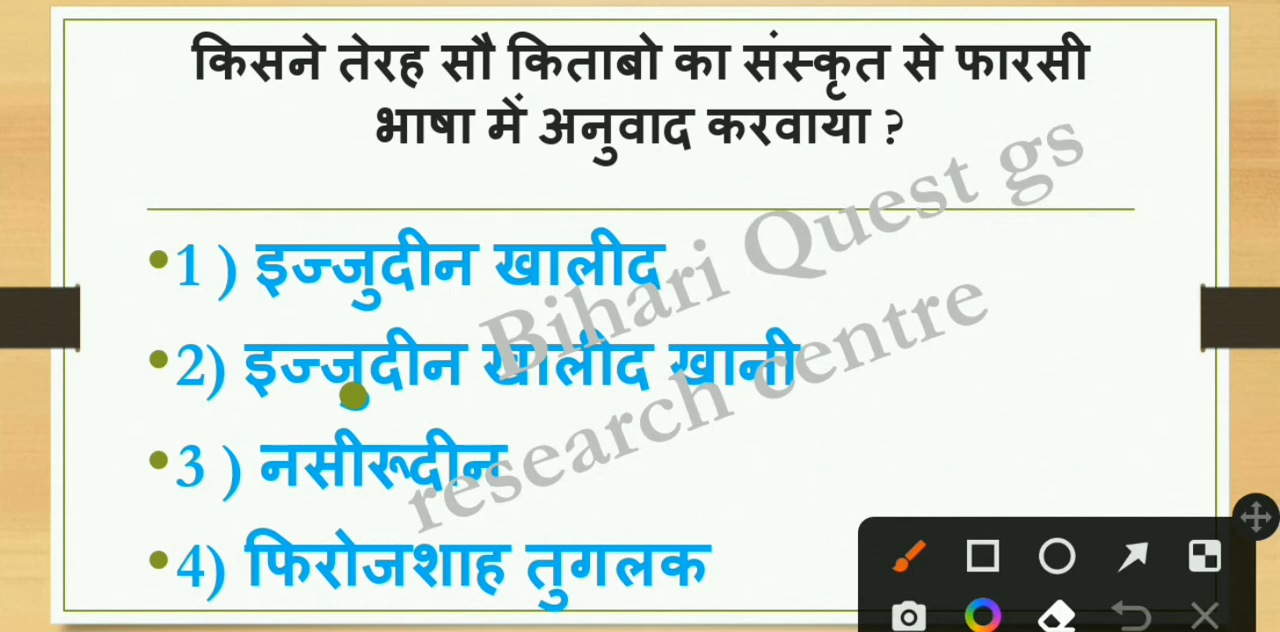 किसने तेरह सौ किताबो का संस्कृत से फारसी
भाषा में अनुवाद करवाया ?
•1 ) इज्जुदीन खालीद
•2) इज्जुदीन खालीद खानी
•3 ) नसीरूदीन
•4) फिरोजशाह तुगलक
Bihari Quest gs
research centre